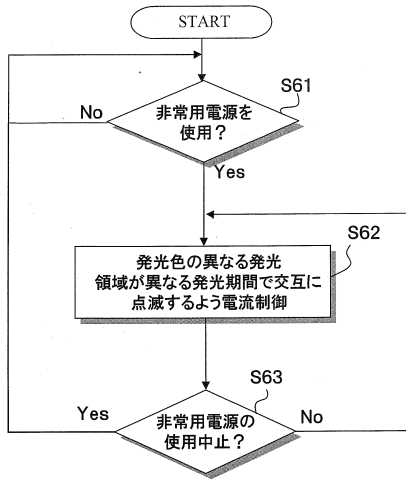 START
S61
非常用電源を
使用？
No
Yes
S62
発光色の異なる発光
領域が異なる発光期間で交互に
点滅するよう電流制御
S63
非常用電源の
使用中止？
Yes
No